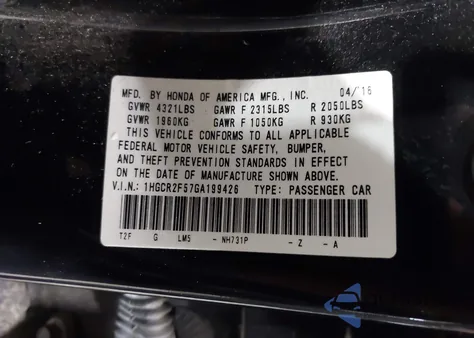 MFD. BY HONDA OF AMERICA MFG., INC. 04/16
GVWR 4321LBS GAWR F 2315LBS R 2050LBS
GVWR 1960KG GAWR F 1050KG R 930KG
THIS VEHICLE CONFORMS TO ALL APPLICABLE
FEDERAL MOTOR VEHICLE SAFETY, BUMPER,
AND THEFT PREVENTION STANDARDS IN EFFECT
ON THE DATE OF MANUFACTURE SHOWN ABOVE.
V.I.N.: 1HGCR2F57GA199426 TYPE: PASSENGER CAR
T2F G LM5 - NH731P - Z - A